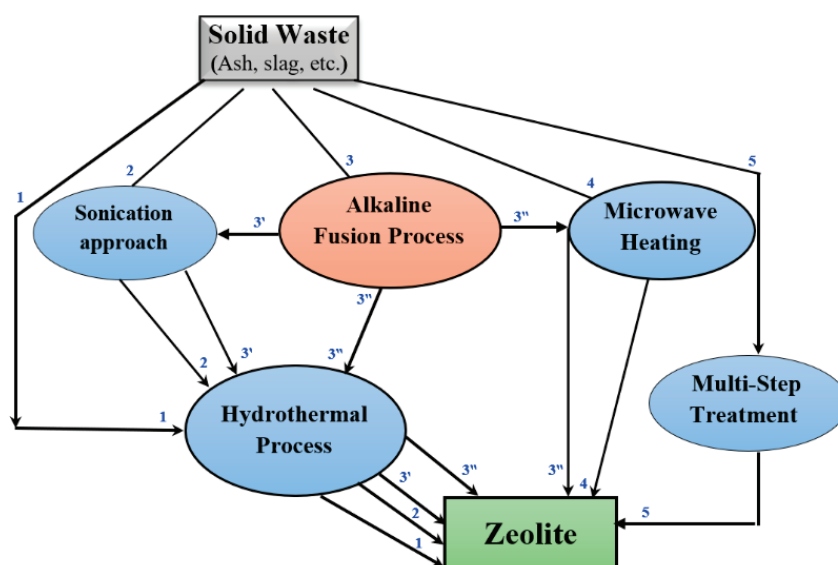 Solid Waste
(Ash, slag, etc.)
1
2
3
4
5
Sonication
approach
3'
Alkaline
Fusion Process
3"
Microwave
Heating
3"
2
3'
3"
Multi-Step
Treatment
1
Hydrothermal
Process
3"
3'
2
1
3"
4
5
Zeolite